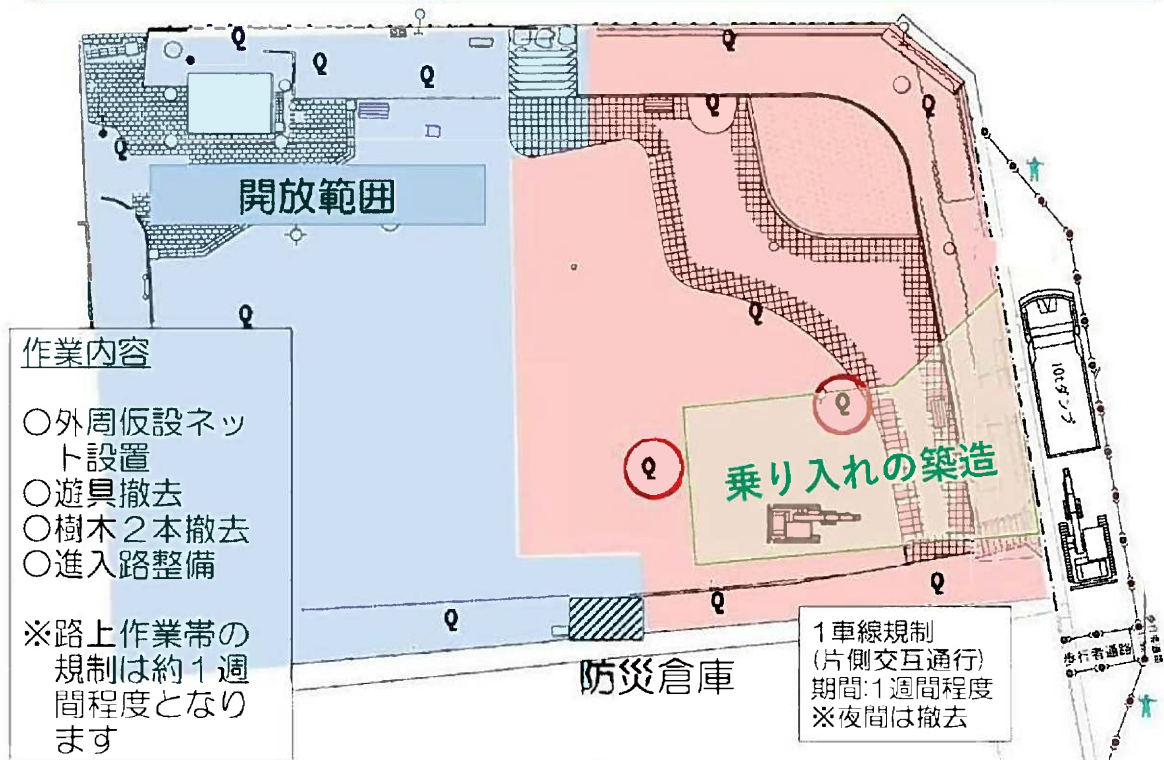 Q
Q
Q
Q
Q
Q
Q
開放範囲
Q
Q
作業内容
○外周仮設ネッ
ト設置
○遊具撤去
○樹木2本撤去
○進入路整備
※路上作業帯の
規制は約1週
間程度となり
ます
10tダンプ
Q
Q
乗り入れの築造
Q
Q
Q
防災倉庫
1車線規制
(片側交互通行)
期間:1週間程度
※夜間は撤去
歩行者通路